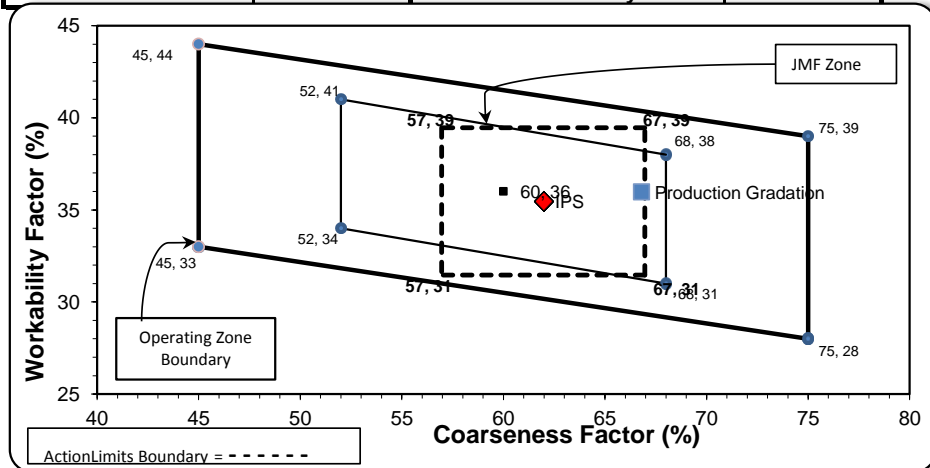 45
40
35
30
25
Workability Factor (%)
45, 44
JMF Zone
52, 41
57, 39
67, 39
75, 39
68, 38
60, 36
IPS
Production Gradation
52, 34
45, 33
57, 31
67, 31
68, 31
Operating Zone
Boundary
75, 28
40 45 50 55 60 65 70 75 80
Coarseness Factor (%)
ActionLimits Boundary =